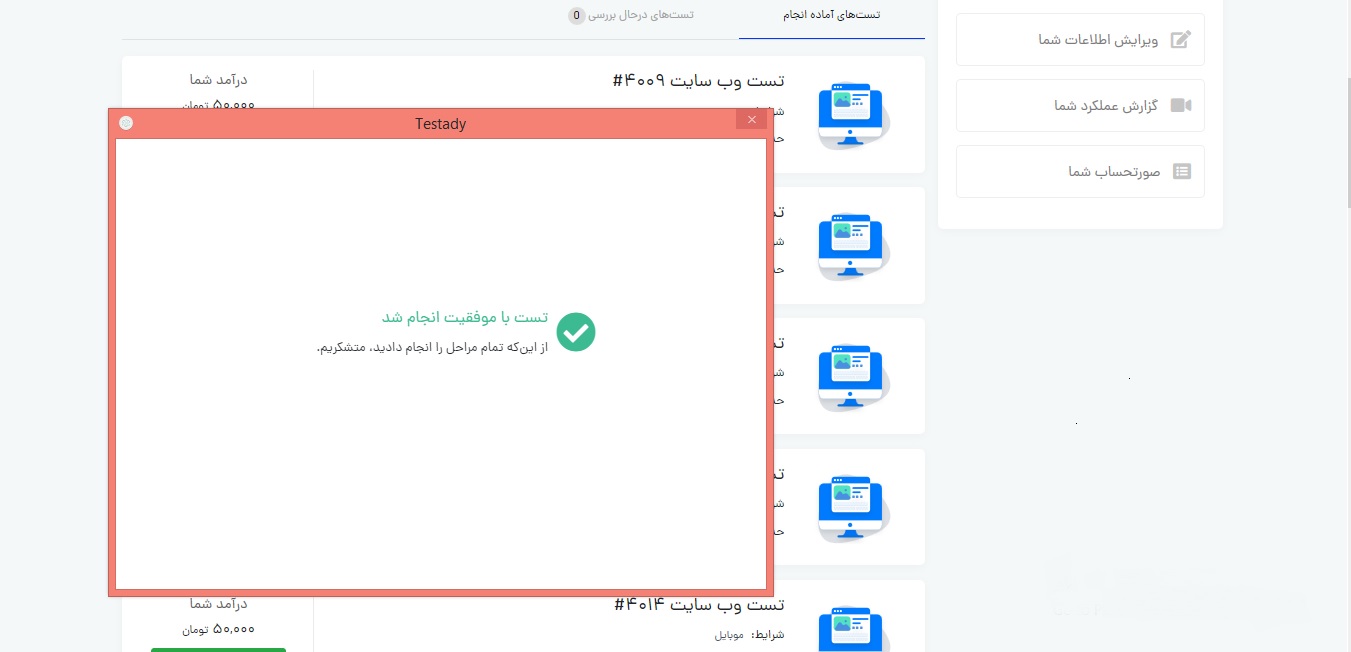 تست‌های آماده انجام
تست‌های درحال بررسی 0
ویرایش اطلاعات شما
گزارش عملکرد شما
صورتحساب شما
تست وب سایت ۴۰۰۹#
درآمد شما
۵۰,۰۰۰ تومان
Testady
تست با موفقیت انجام شد
از این‌که تمام مراحل را انجام دادید، متشکریم.
تست وب سایت ۴۰۱۴#
شرایط: موبایل
درآمد شما
۵۰,۰۰۰ تومان